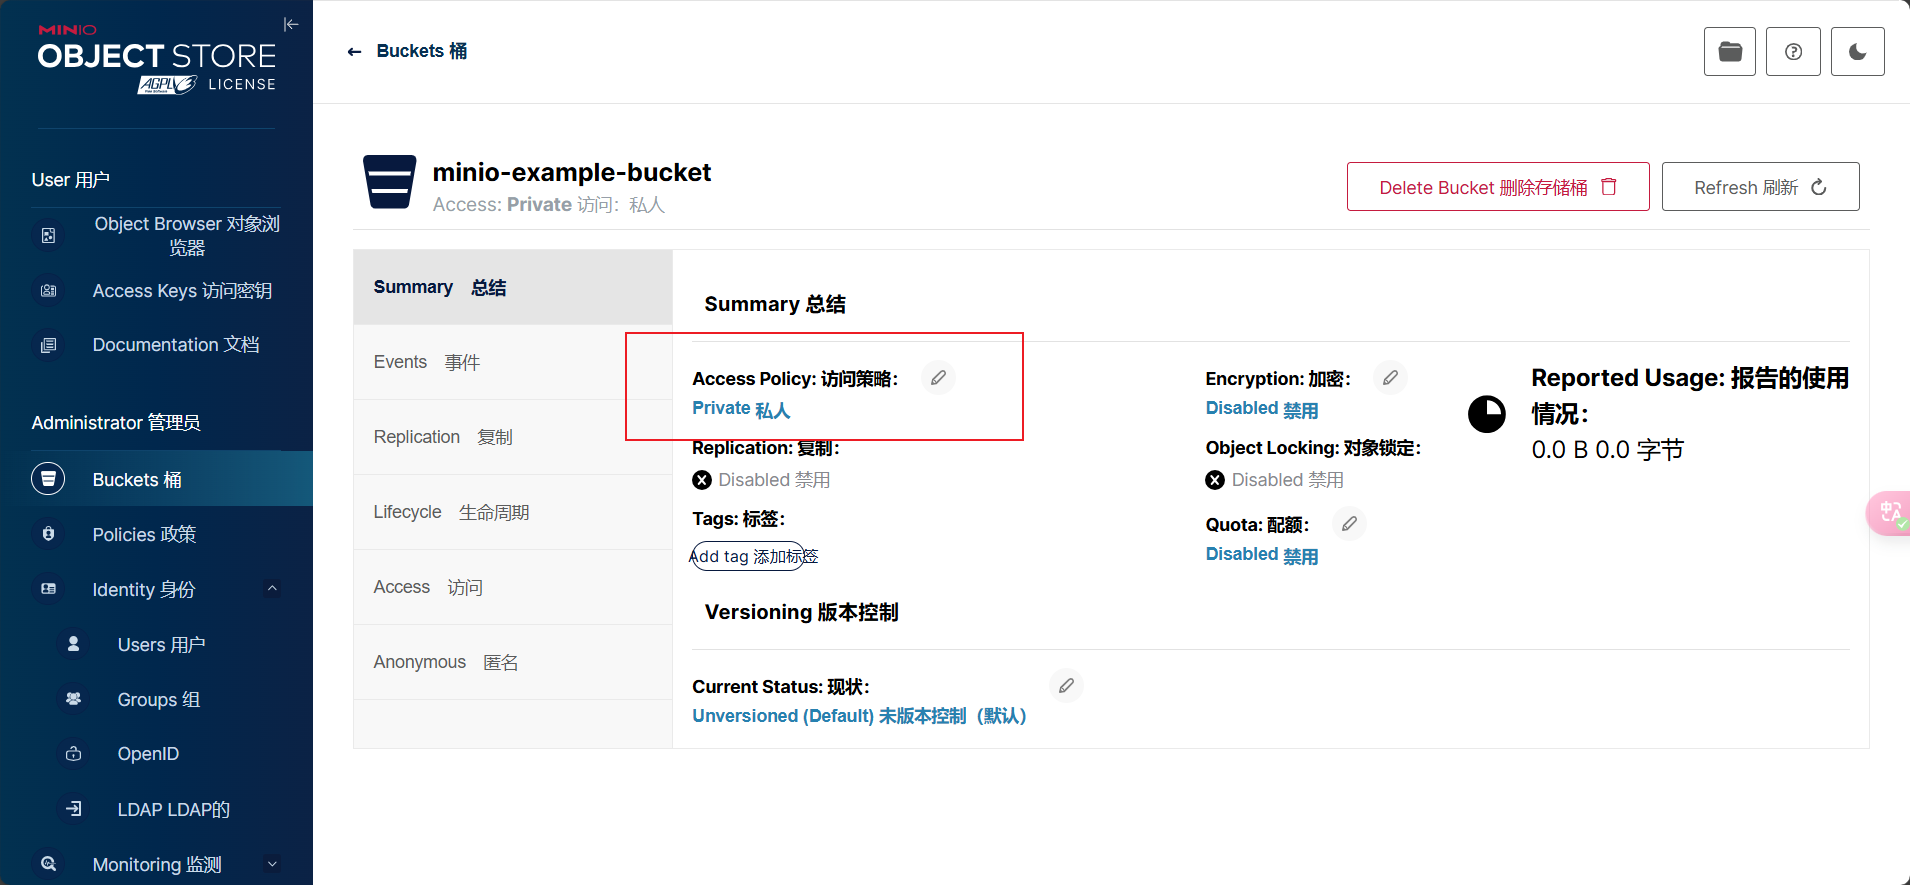 MINIO
OBJECT STORE
AGPL v3 LICENSE
User 用户
Object Browser 对象浏
览器
Access Keys 访问密钥
Documentation 文档
Administrator 管理员
Buckets 桶
Policies 政策
Identity 身份
Users 用户
Groups 组
OpenID
LDAP LDAP的
Monitoring 监测
Buckets 桶
minio-example-bucket
Access: Private 访问：私人
Delete Bucket 删除存储桶
Refresh 刷新
Summary 总结
Events 事件
Replication 复制
Lifecycle 生命周期
Access 访问
Anonymous 匿名
Summary 总结
Access Policy: 访问策略：
Private 私人
Replication: 复制：
Disabled 禁用
Tags: 标签：
Add tag 添加标签
Encryption: 加密：
Disabled 禁用
Object Locking: 对象锁定：
Disabled 禁用
Quota: 配额：
Disabled 禁用
Reported Usage: 报告的使用
情况：
0.0 B 0.0 字节
Versioning 版本控制
Current Status: 现状：
Unversioned (Default) 未版本控制（默认）